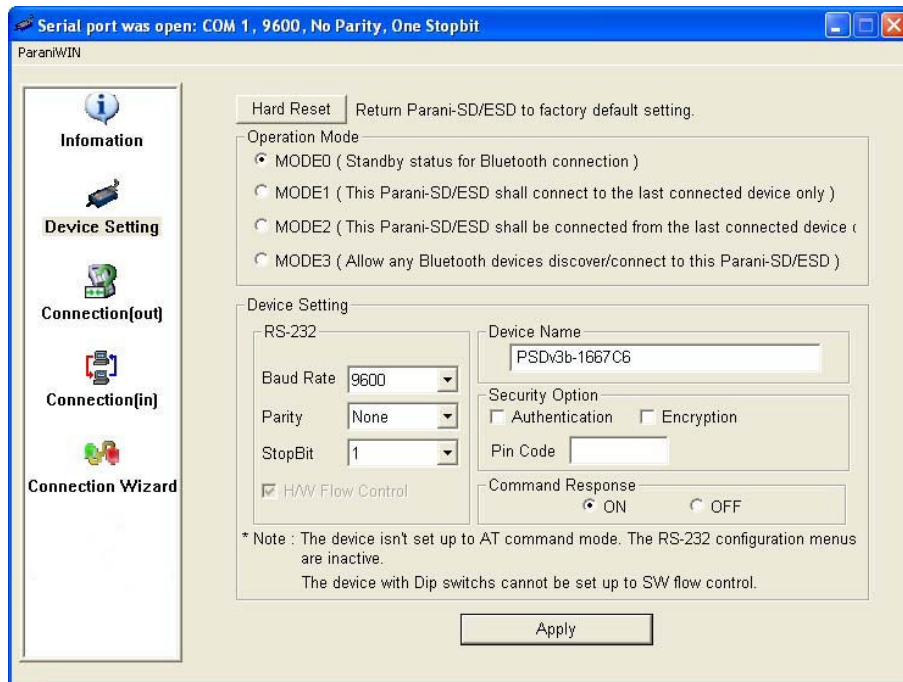 Serial port was open: COM 1, 9600, No Parity, One Stopbit
ParaniWIN
Infomation
Device Setting
Connection(out)
Connection(in)
Connection Wizard
Hard Reset Return Parani-SD/ESD to factory default setting.
Operation Mode
MODE0 ( Standby status for Bluetooth connection )
MODE1 ( This Parani-SD/ESD shall connect to the last connected device only )
MODE2 ( This Parani-SD/ESD shall be connected from the last connected device
MODE3 ( Allow any Bluetooth devices discover/connect to this Parani-SD/ESD )
Device Setting
RS-232
Baud Rate 9600
Parity None
StopBit 1
H/W Flow Control
Device Name
PSDv3b-1667C6
Security Option
Authentication Encryption
Pin Code
Command Response
ON OFF
* Note : The device isn't set up to AT command mode. The RS-232 configuration menus
are inactive.
The device with Dip switchs cannot be set up to SW flow control.
Apply